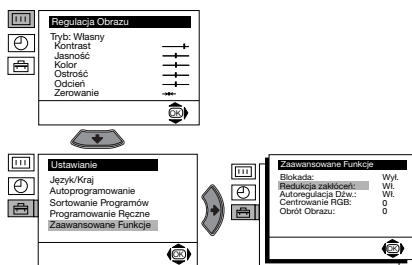 Regulacja Obrazu
Tryb: Własny
Kontrast
Jasność
Kolor
Ostrość
Odcień
Zerowanie
OK
Ustawianie
Język/Kraj
Autoprogramowanie
Sortowanie Programów
Programowanie Ręczne
Zaawansowane Funkcje
OK
Zaawansowane Funkcje
Blokada: Wył.
Redukcja zakłóceń: Wł.
Autoregulacja Dźw.: Wł.
Centrowanie RGB: 0
Obrót Obrazu: 0
OK